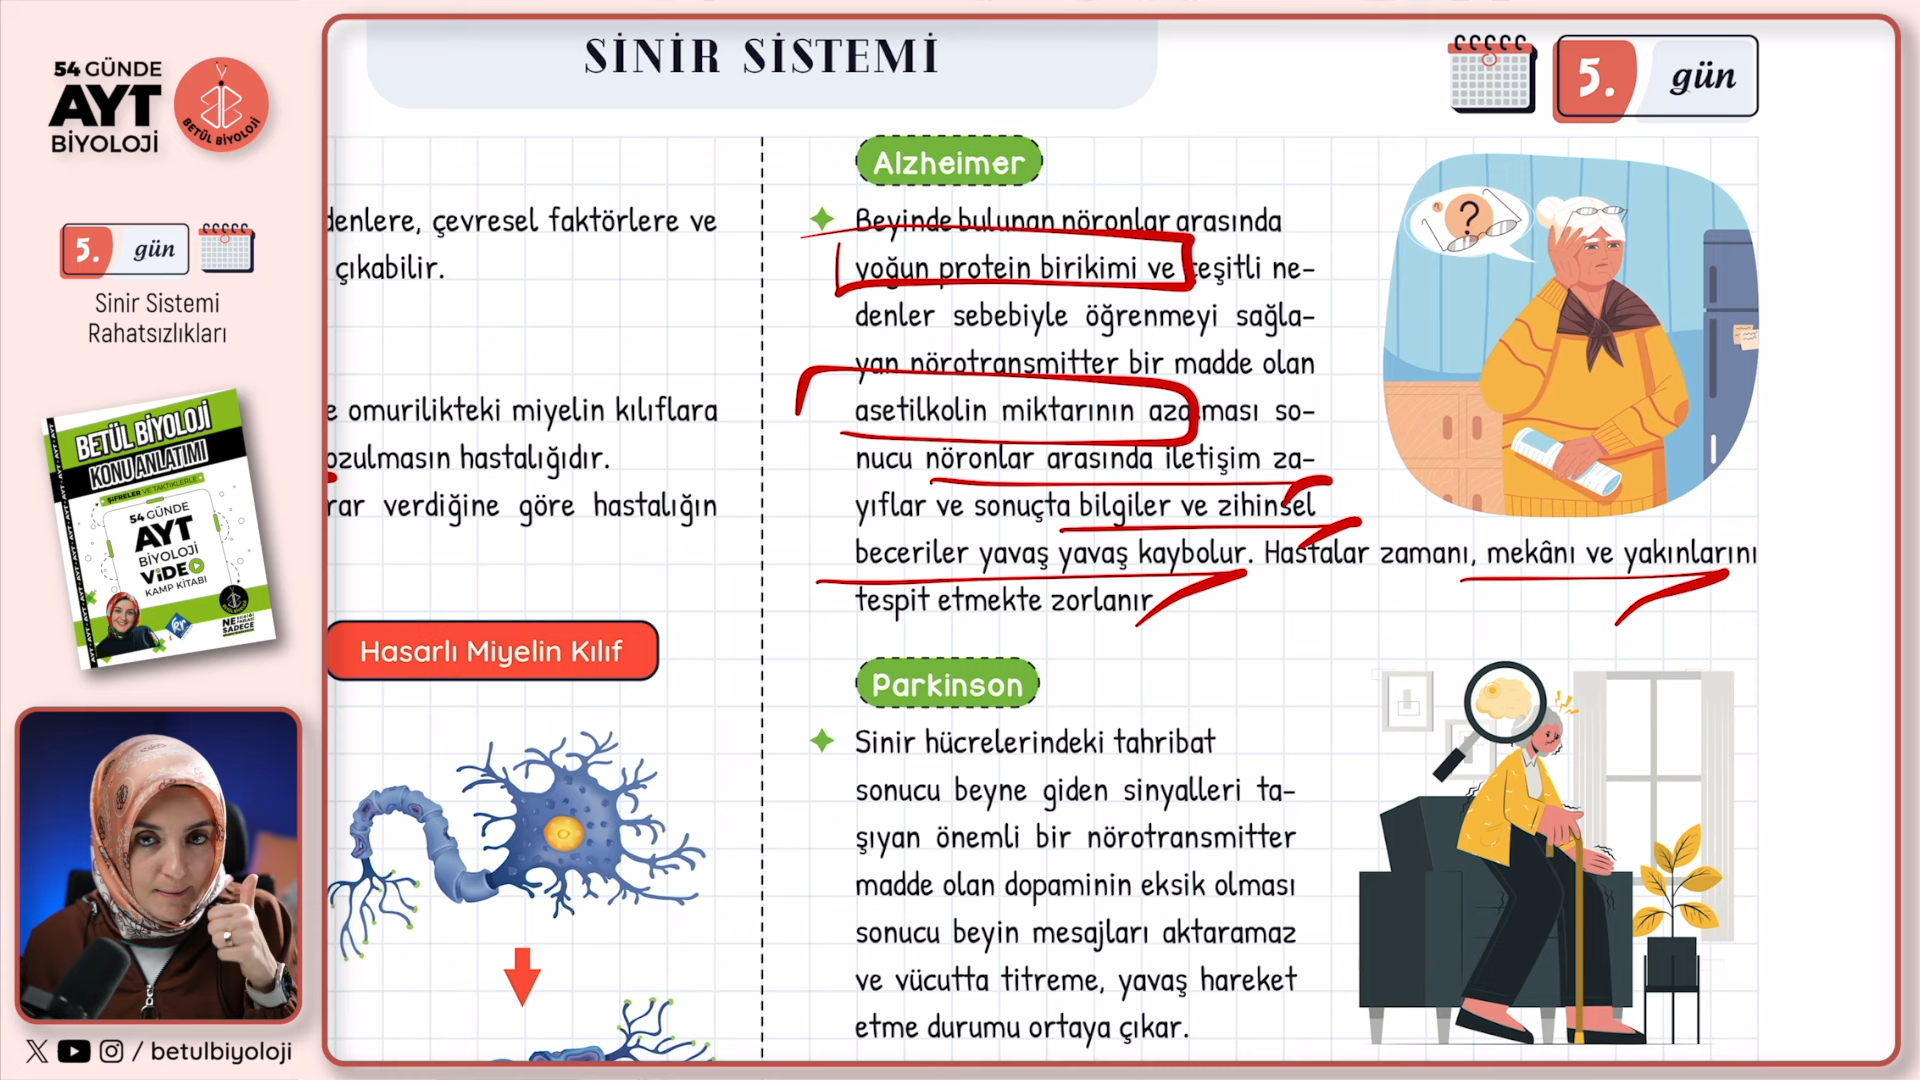 54 GÜNDE
AYT
BİYOLOJİ
BETÜL BİYOLOJİ
5. gün
Sinir Sistemi
Rahatsızlıkları
BETÜL BİYOLOJİ
KONU ANLATIMI
ŞİFRELER VE TAKTİKLERLE
54 GÜNDE
AYT
BİYOLOJİ
VİDEO
KAMP KİTABI
/ betulbiyoloji
SİNİR SİSTEMİ
5. gün
denlere, çevresel faktörlere ve
çıkabilir.
e omurilikteki miyelin kılıflara
ozulmasın hastalığıdır.
rar verdiğine göre hastalığın
Hasarlı Miyelin Kılıf
Alzheimer
Beyinde bulunan nöronlar arasında
yoğun protein birikimi ve çeşitli ne-
denler sebebiyle öğrenmeyi sağla-
yan nörotransmitter bir madde olan
asetilkolin miktarının azalması so-
nucu nöronlar arasında iletişim za-
yıflar ve sonuçta bilgiler ve zihinsel
beceriler yavaş yavaş kaybolur. Hastalar zamanı, mekânı ve yakınlarını
tespit etmekte zorlanır
Parkinson
Sinir hücrelerindeki tahribat
sonucu beyne giden sinyalleri ta-
şıyan önemli bir nörotransmitter
madde olan dopaminin eksik olması
sonucu beyin mesajları aktaramaz
ve vücutta titreme, yavaş hareket
etme durumu ortaya çıkar.